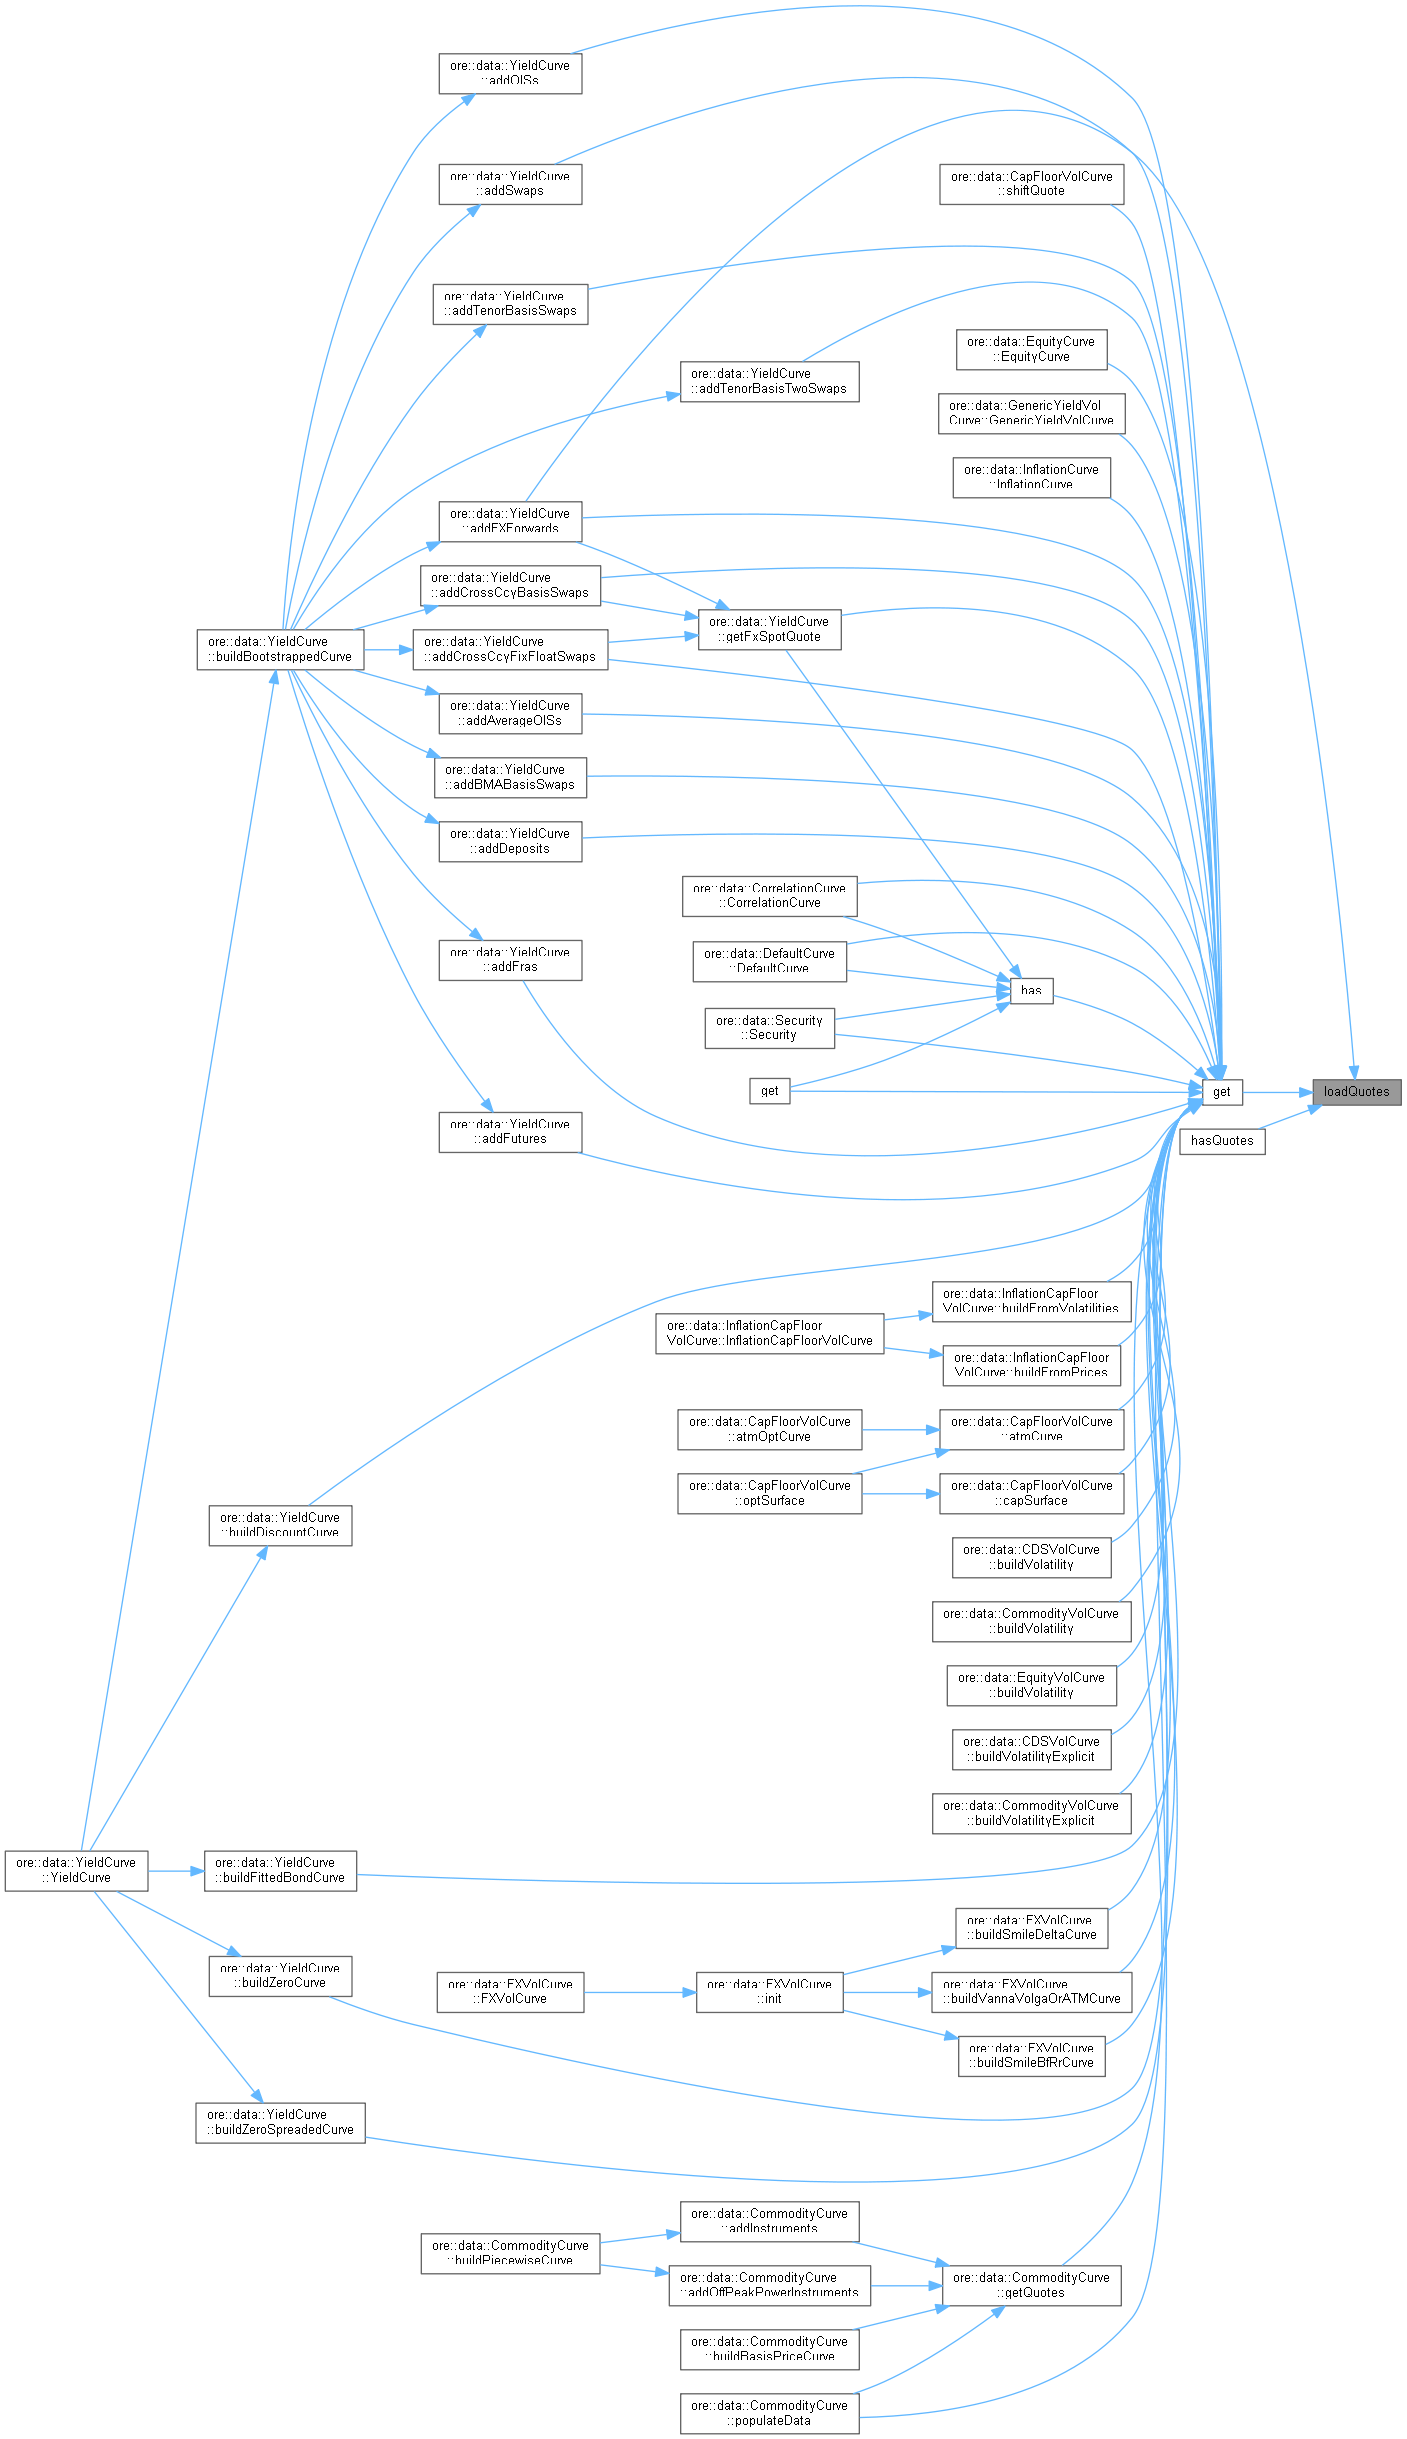 ore::data::YieldCurve
::addOISs
ore::data::YieldCurve
::addSwaps
ore::data::CapFloorVolCurve
::shiftQuote
ore::data::YieldCurve
::addTenorBasisSwaps
ore::data::EquityCurve
::EquityCurve
ore::data::YieldCurve
::addTenorBasisTwoSwaps
ore::data::GenericYieldVol
Curve::GenericYieldVolCurve
ore::data::InflationCurve
::InflationCurve
ore::data::YieldCurve
::addFXForwards
ore::data::YieldCurve
::addCrossCcyBasisSwaps
ore::data::YieldCurve
::getFxSpotQuote
ore::data::YieldCurve
::buildBootstrappedCurve
ore::data::YieldCurve
::addCrossCcyFixFloatSwaps
ore::data::YieldCurve
::addAverageOISs
ore::data::YieldCurve
::addBMABasisSwaps
ore::data::YieldCurve
::addDeposits
ore::data::CorrelationCurve
::CorrelationCurve
ore::data::YieldCurve
::addFras
ore::data::DefaultCurve
::DefaultCurve
has
ore::data::Security
::Security
get
get
loadQuotes
ore::data::YieldCurve
::addFutures
hasQuotes
ore::data::InflationCapFloor
VolCurve::buildFromVolatilities
ore::data::InflationCapFloor
VolCurve::InflationCapFloorVolCurve
ore::data::InflationCapFloor
VolCurve::buildFromPrices
ore::data::CapFloorVolCurve
::atmOptCurve
ore::data::CapFloorVolCurve
::atmCurve
ore::data::CapFloorVolCurve
::optSurface
ore::data::CapFloorVolCurve
::capSurface
ore::data::YieldCurve
::buildDiscountCurve
ore::data::CDSVolCurve
::buildVolatility
ore::data::CommodityVolCurve
::buildVolatility
ore::data::EquityVolCurve
::buildVolatility
ore::data::CDSVolCurve
::buildVolatilityExplicit
ore::data::CommodityVolCurve
::buildVolatilityExplicit
ore::data::YieldCurve
::YieldCurve
ore::data::YieldCurve
::buildFittedBondCurve
ore::data::FXVolCurve
::buildSmileDeltaCurve
ore::data::YieldCurve
::buildZeroCurve
ore::data::FXVolCurve
::FXVolCurve
ore::data::FXVolCurve
::init
ore::data::FXVolCurve
::buildVannaVolgaOrATMCurve
ore::data::FXVolCurve
::buildSmileBfRrCurve
ore::data::YieldCurve
::buildZeroSpreadedCurve
ore::data::CommodityCurve
::addInstruments
ore::data::CommodityCurve
::buildPiecewiseCurve
ore::data::CommodityCurve
::addOffPeakPowerInstruments
ore::data::CommodityCurve
::getQuotes
ore::data::CommodityCurve
::buildBasisPriceCurve
ore::data::CommodityCurve
::populateData